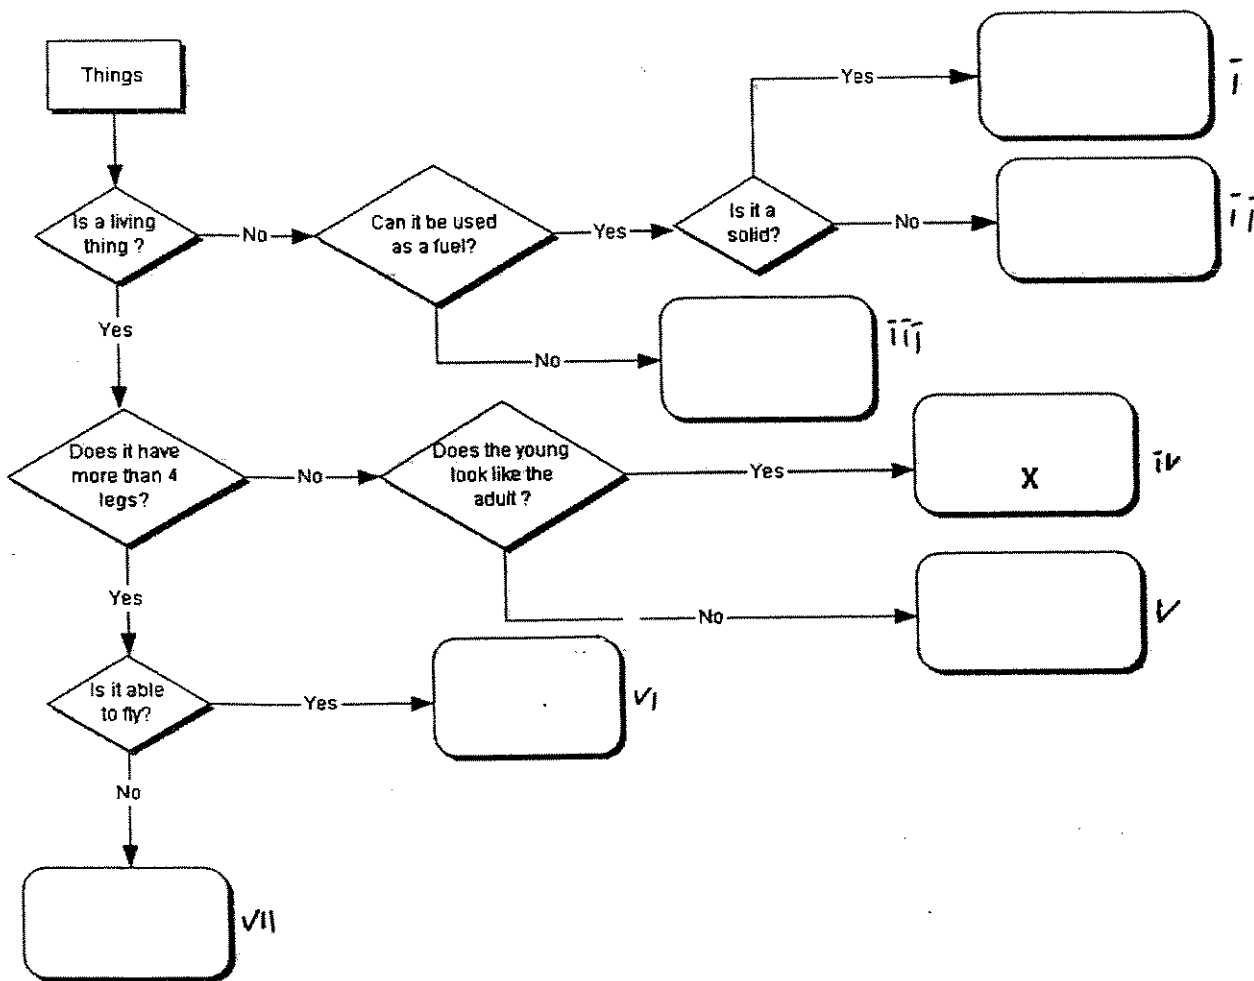 Things
Yes
i
Is a living
thing ?
No
Can it be used
as a fuel?
Yes
Is it a
solid?
No
ii
Yes
No
iii
Does it have
more than 4
legs?
No
Does the young
look like the
adult ?
Yes
X
iv
Yes
No
V
Is it able
to fly?
Yes
VI
No
VII